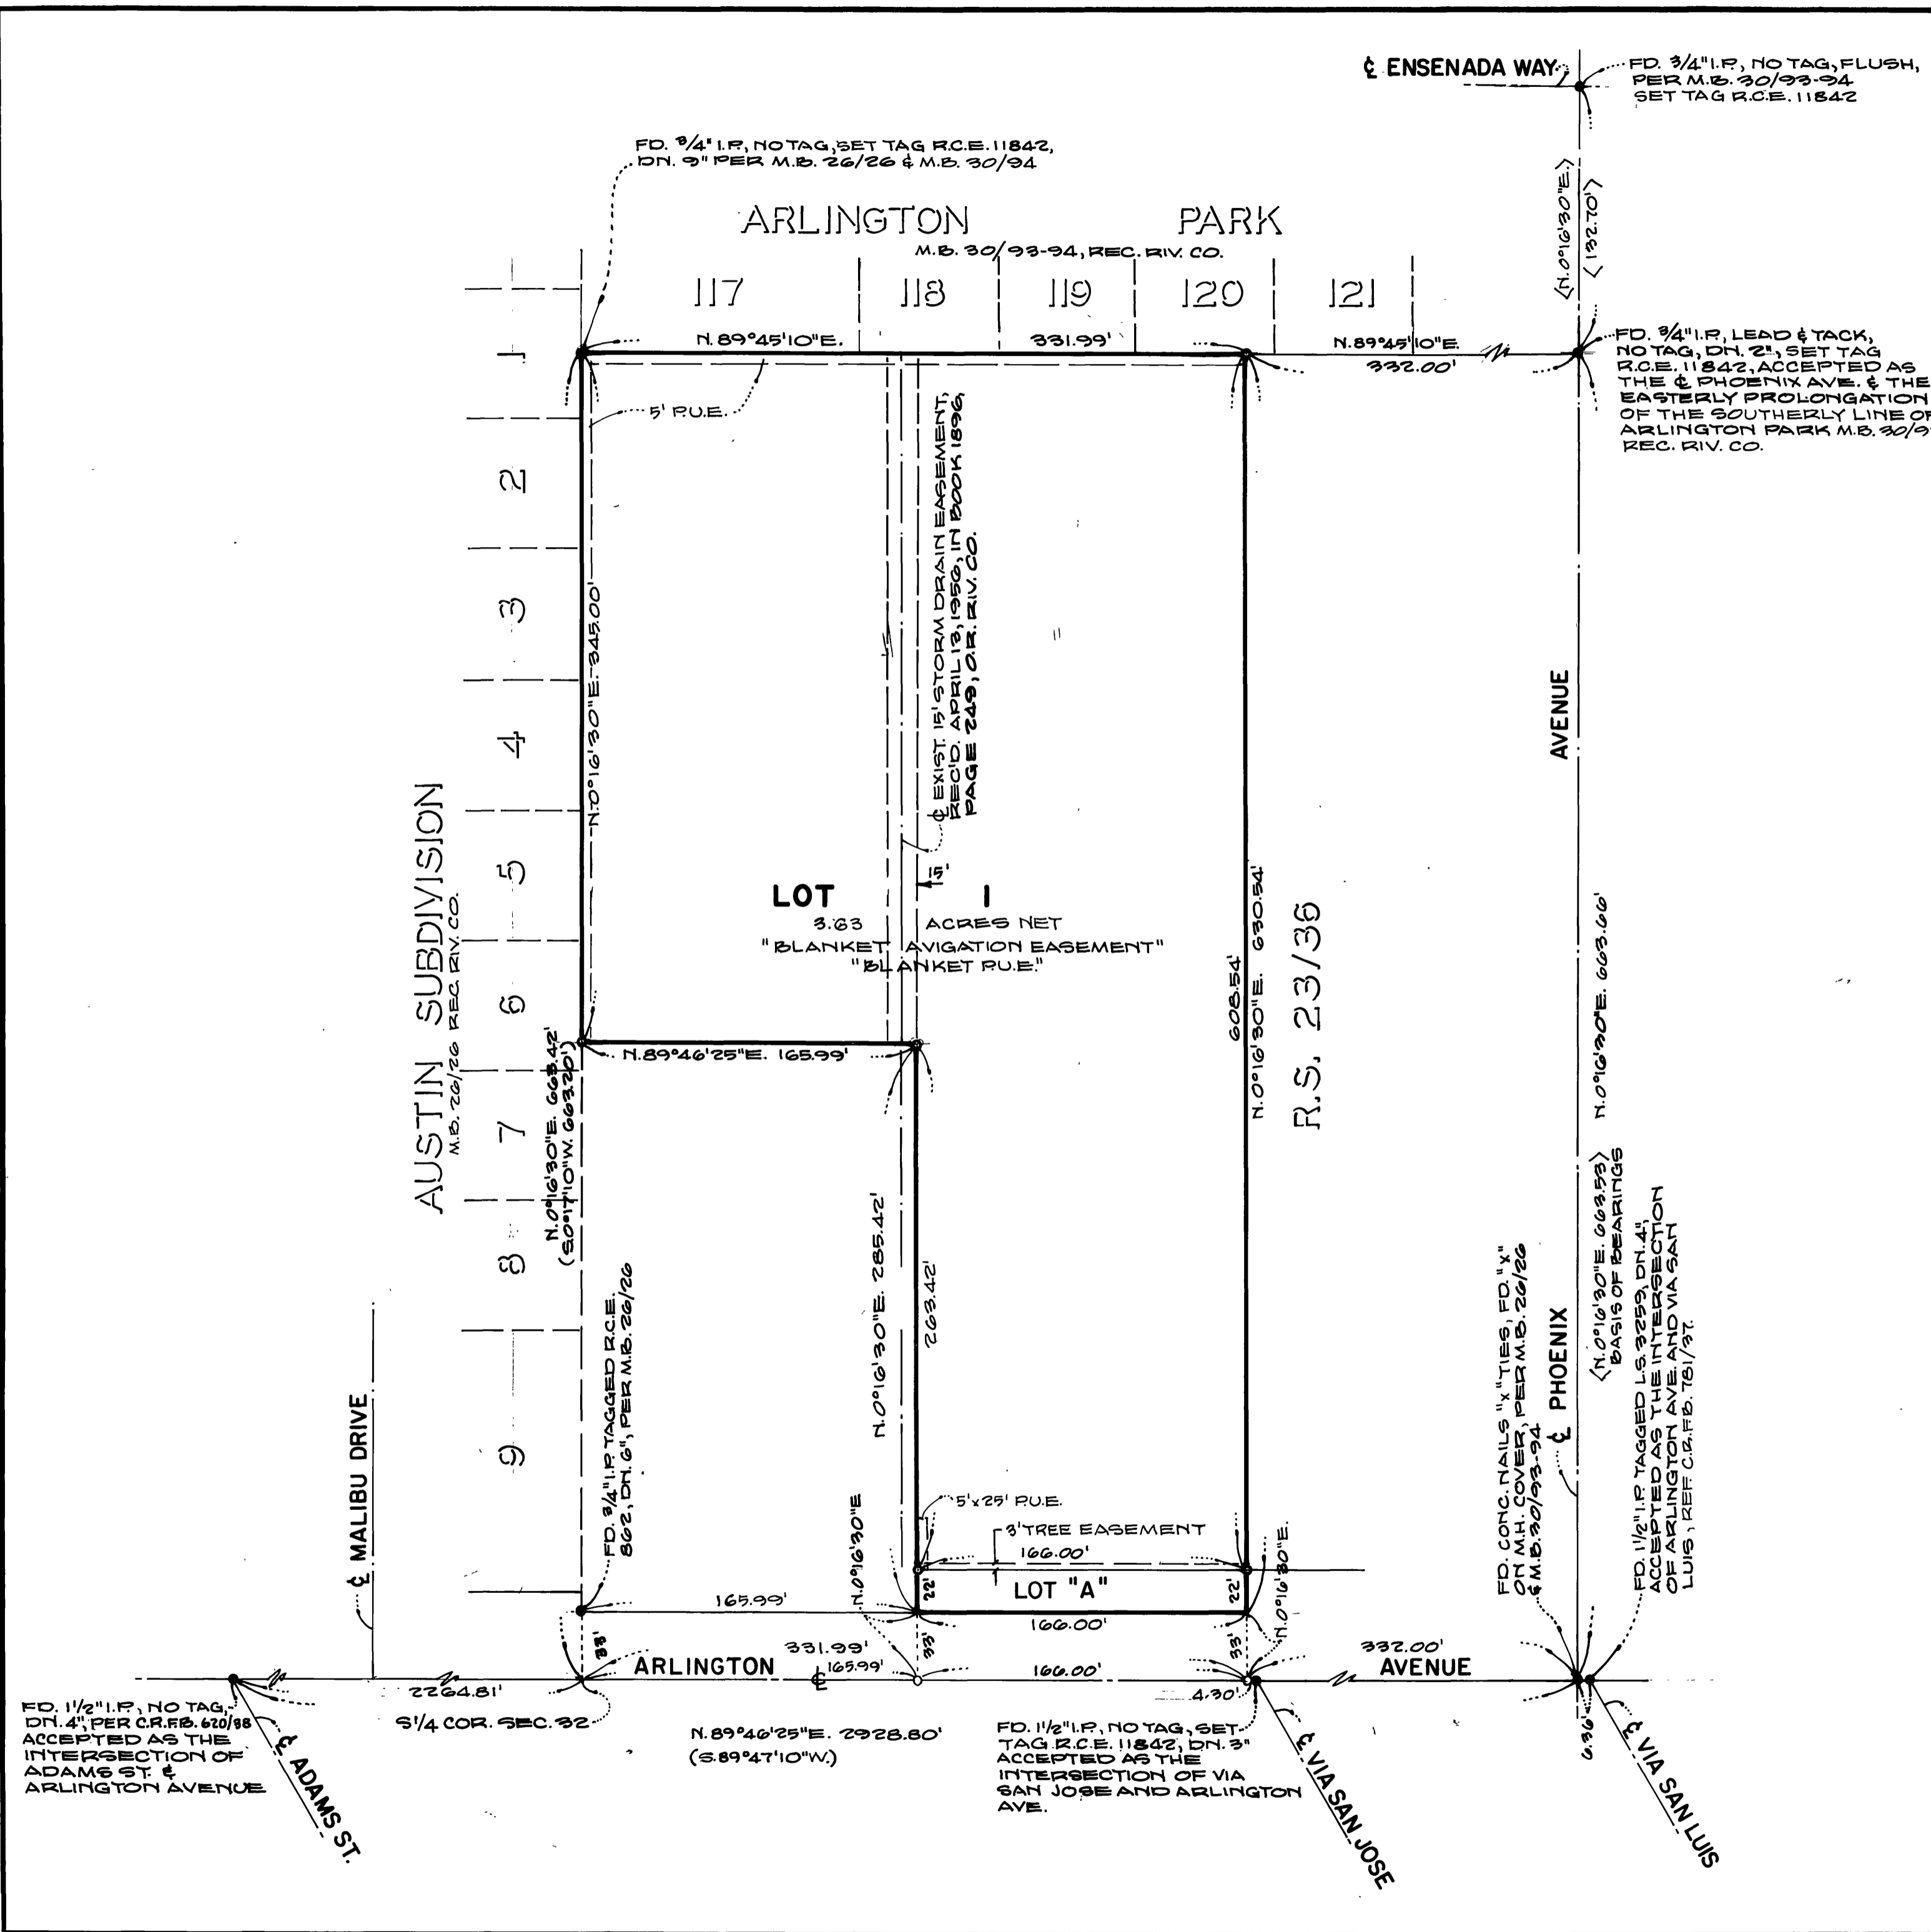 ℄ ENSENADA WAY
FD. 3/4" I.P., NO TAG, FLUSH,
PER M.B. 30/93-94
SET TAG R.C.E. 11842
FD. 3/4" I.P., NO TAG, SET TAG R.C.E. 11842,
DN. 9" PER M.B. 26/26 & M.B. 30/94
<N.0°16'30"E.>
<132.70'>
ARLINGTON PARK
M.B. 30/93-94, REC. RIV. CO.
117 118 119 120 121
N.89°45'10"E. 331.99'
N.89°45'10"E.
332.00'
FD. 3/4" I.P., LEAD & TACK,
NO TAG, DN. 2", SET TAG
R.C.E. 11842, ACCEPTED AS
THE ℄ PHOENIX AVE. & THE
EASTERLY PROLONGATION
OF THE SOUTHERLY LINE OF
ARLINGTON PARK M.B. 30/9
REC. RIV. CO.
5' P.U.E.
1
2
3
4
5
6
7
8
9
AUSTIN SUBDIVISION
M.B. 26/26 REC. RIV. CO.
N.0°16'30"E. 345.00'
℄ EXIST. 15' STORM DRAIN EASEMENT,
REC'D. APRIL 13, 1956, IN BOOK 1896,
PAGE 249, O.R. RIV. CO.
15'
LOT 1
3.63 ACRES NET
"BLANKET AVIGATION EASEMENT"
"BLANKET P.U.E."
608.54'
N.0°16'30"E. 630.54'
R.S. 23/36
AVENUE
N.0°16'30"E. 663.66'
N.89°46'25"E. 165.99'
N.0°16'30"E. 663.42'
(S.0°17'10"W. 663.20')
N.0°16'30"E. 285.42'
263.42'
FD. 3/4" I.P. TAGGED R.C.E.
862, DN. 6", PER M.B. 26/26
℄ MALIBU DRIVE
<N.0°16'30"E. 663.53>
BASIS OF BEARINGS
℄ PHOENIX
FD. CONC. NAILS "x" TIES, FD. "x"
ON M.H. COVER, PER M.B. 26/26
& M.B. 30/93-94
FD. 1 1/2" I.P. TAGGED L.S. 3259, DN. 4",
ACCEPTED AS THE INTERSECTION
OF ARLINGTON AVE. AND VIA SAN
LUIS, REF. C.R.F.B. 781/37.
5'x25' P.U.E.
3' TREE EASEMENT
166.00'
N.0°16'30"E
N.0°16'30"E.
22' LOT "A" 22'
165.99'
166.00'
33' 33' 33'
331.99'
332.00'
ARLINGTON ℄ 165.99' 166.00' AVENUE
2264.81'
4.30'
6.36'
S 1/4 COR. SEC. 32
N.89°46'25"E. 2928.80'
(S.89°47'10"W.)
FD. 1 1/2" I.P., NO TAG,
DN. 4", PER C.R.F.B. 620/38
ACCEPTED AS THE
INTERSECTION OF
ADAMS ST. &
ARLINGTON AVENUE
℄ ADAMS ST.
FD. 1 1/2" I.P., NO TAG, SET
TAG R.C.E. 11842, DN. 3"
ACCEPTED AS THE
INTERSECTION OF VIA
SAN JOSE AND ARLINGTON
AVE.
℄ VIA SAN JOSE
℄ VIA SAN LUIS